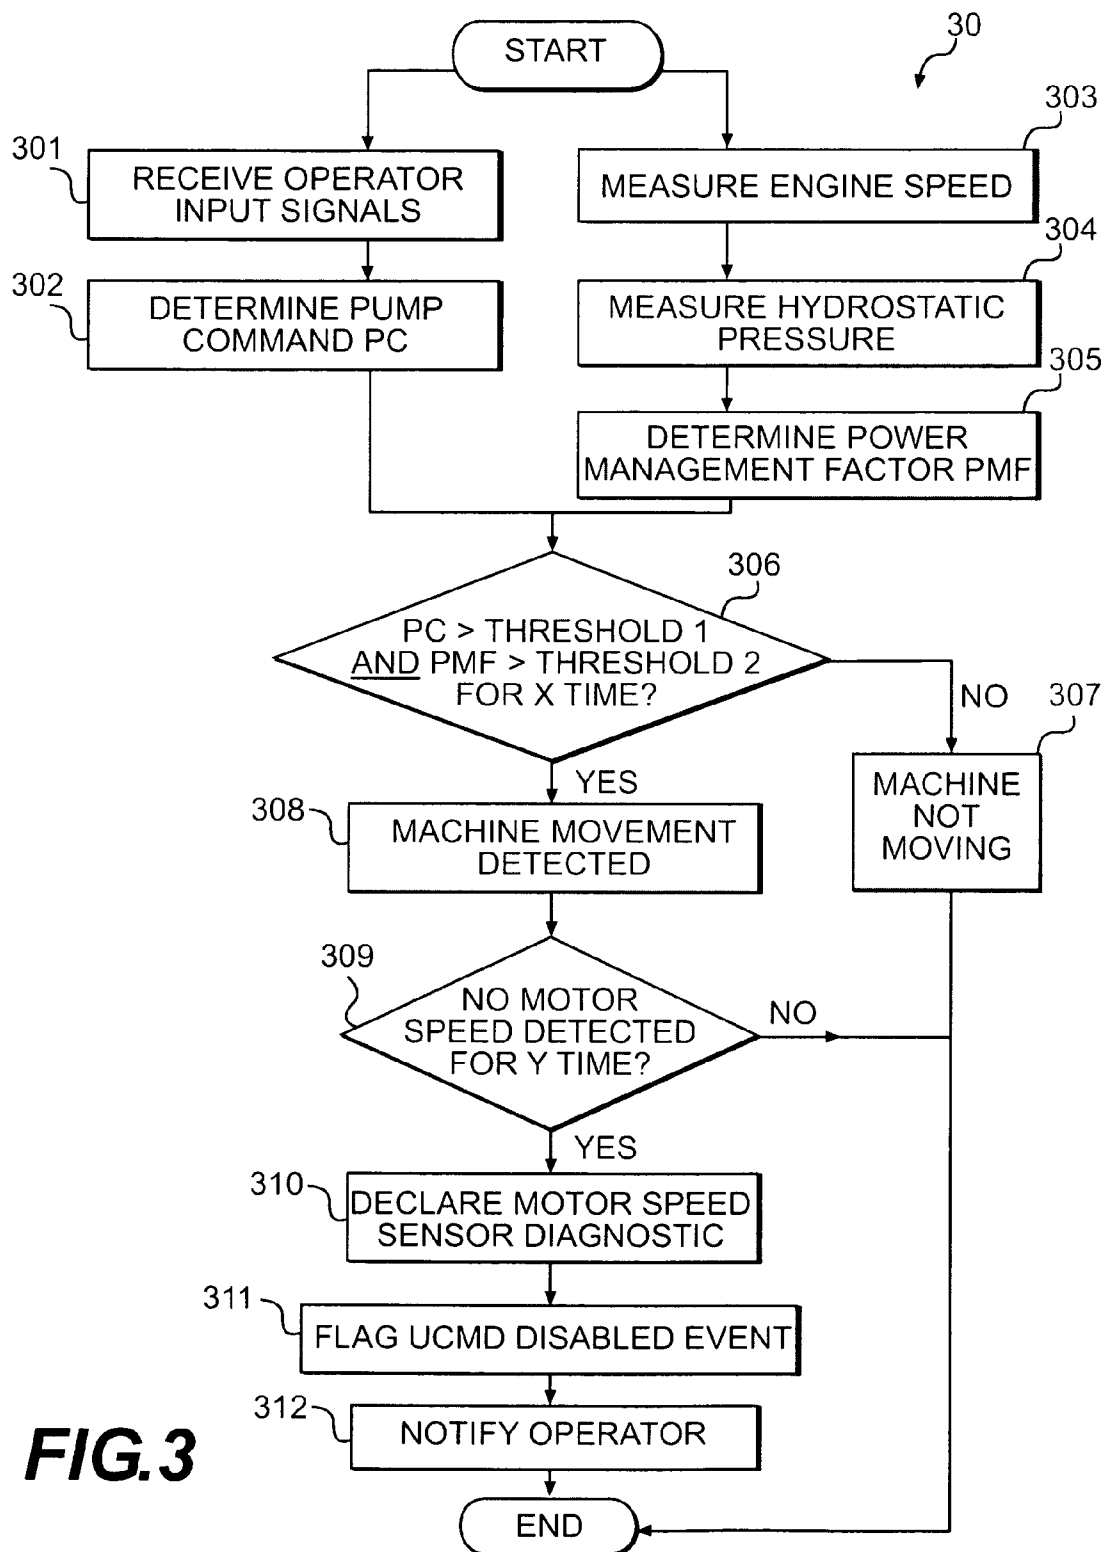 START
30
301
RECEIVE OPERATOR
INPUT SIGNALS
303
MEASURE ENGINE SPEED
302
DETERMINE PUMP
COMMAND PC
304
MEASURE HYDROSTATIC
PRESSURE
305
DETERMINE POWER
MANAGEMENT FACTOR PMF
306
PC > THRESHOLD 1
AND PMF > THRESHOLD 2
FOR X TIME?
NO
307
MACHINE
NOT
MOVING
YES
308
MACHINE MOVEMENT
DETECTED
309
NO MOTOR
SPEED DETECTED
FOR Y TIME?
NO
YES
310
DECLARE MOTOR SPEED
SENSOR DIAGNOSTIC
311
FLAG UCMD DISABLED EVENT
312
NOTIFY OPERATOR
FIG.3
END